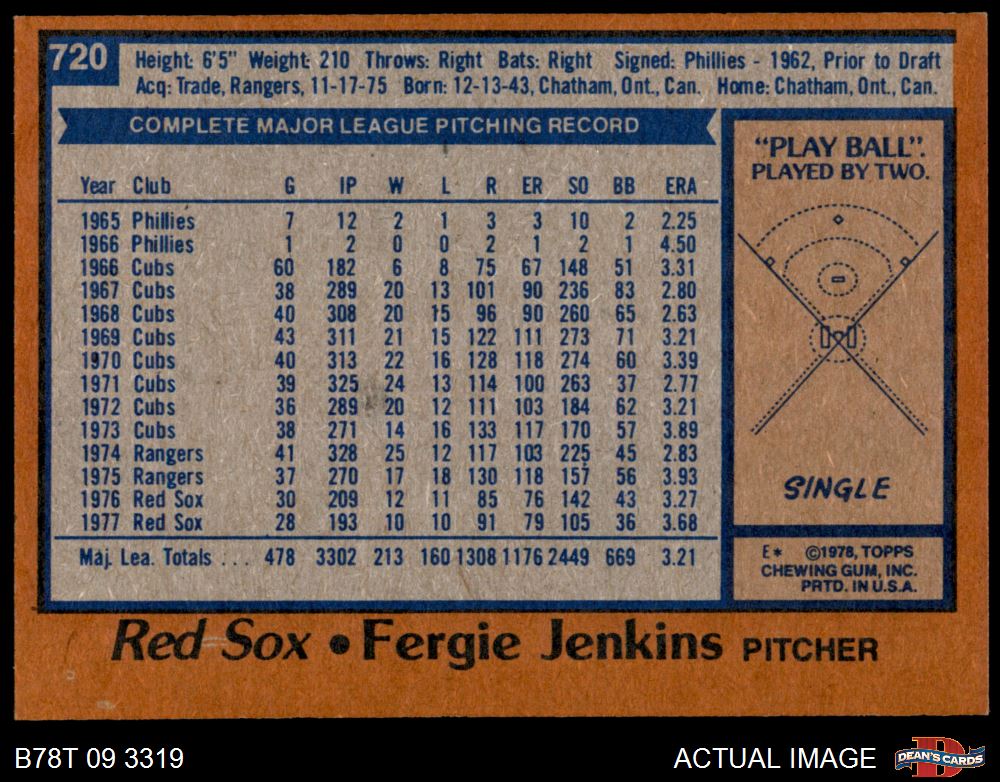 720
Height: 6'5" Weight: 210 Throws: Right Bats: Right Signed: Phillies - 1962, Prior to Draft
Acq: Trade, Rangers, 11-17-75 Born: 12-13-43, Chatham, Ont., Can. Home: Chatham, Ont., Can.
COMPLETE MAJOR LEAGUE PITCHING RECORD
Year Club G IP W L R ER SO BB ERA
1965 Phillies 7 12 2 1 3 3 10 2 2.25
1966 Phillies 1 2 0 0 2 1 2 1 4.50
1966 Cubs 60 182 6 8 75 67 148 51 3.31
1967 Cubs 38 289 20 13 101 90 236 83 2.80
1968 Cubs 40 308 20 15 96 90 260 65 2.63
1969 Cubs 43 311 21 15 122 111 273 71 3.21
1970 Cubs 40 313 22 16 128 118 274 60 3.39
1971 Cubs 39 325 24 13 114 100 263 37 2.77
1972 Cubs 36 289 20 12 111 103 184 62 3.21
1973 Cubs 38 271 14 16 133 117 170 57 3.89
1974 Rangers 41 328 25 12 117 103 225 45 2.83
1975 Rangers 37 270 17 18 130 118 157 56 3.93
1976 Red Sox 30 209 12 11 85 76 142 43 3.27
1977 Red Sox 28 193 10 10 91 79 105 36 3.68
Maj. Lea. Totals . . . 478 3302 213 160 1308 1176 2449 669 3.21
"PLAY BALL".
PLAYED BY TWO.
SINGLE
E* ©1978, TOPPS
CHEWING GUM, INC.
PRTD. IN U.S.A.
Red Sox • Fergie Jenkins PITCHER
B78T 09 3319
ACTUAL IMAGE
D
DEAN'S CARDS